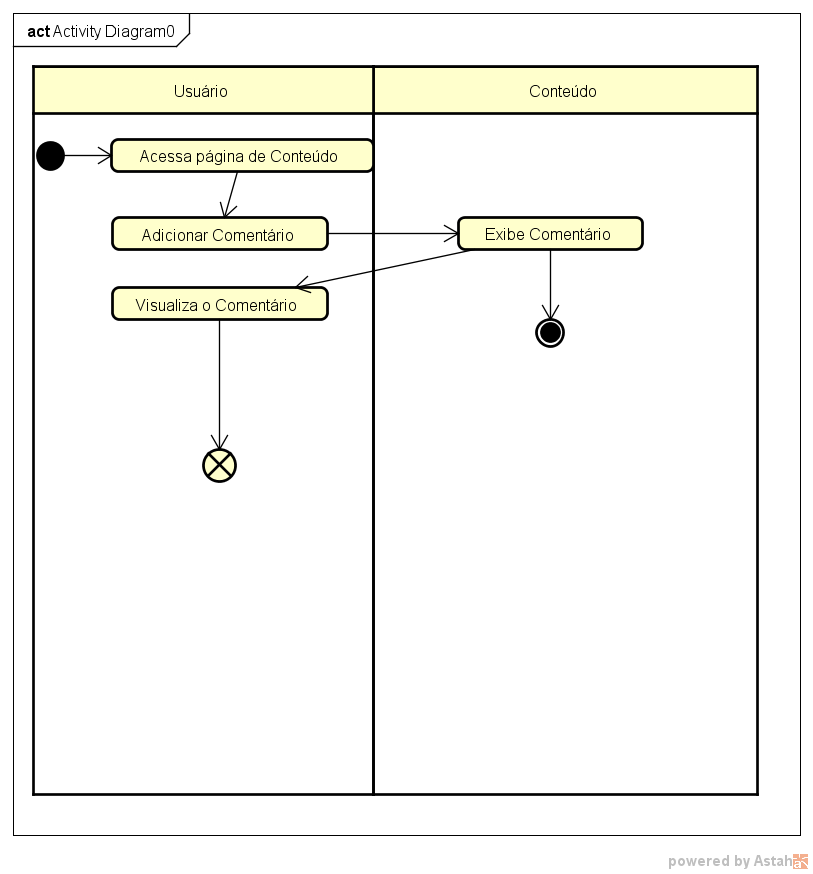 act Activity Diagram0
Usuário
Conteúdo
Acessa página de Conteúdo
Adicionar Comentário
Exibe Comentário
Visualiza o Comentário
powered by Astah